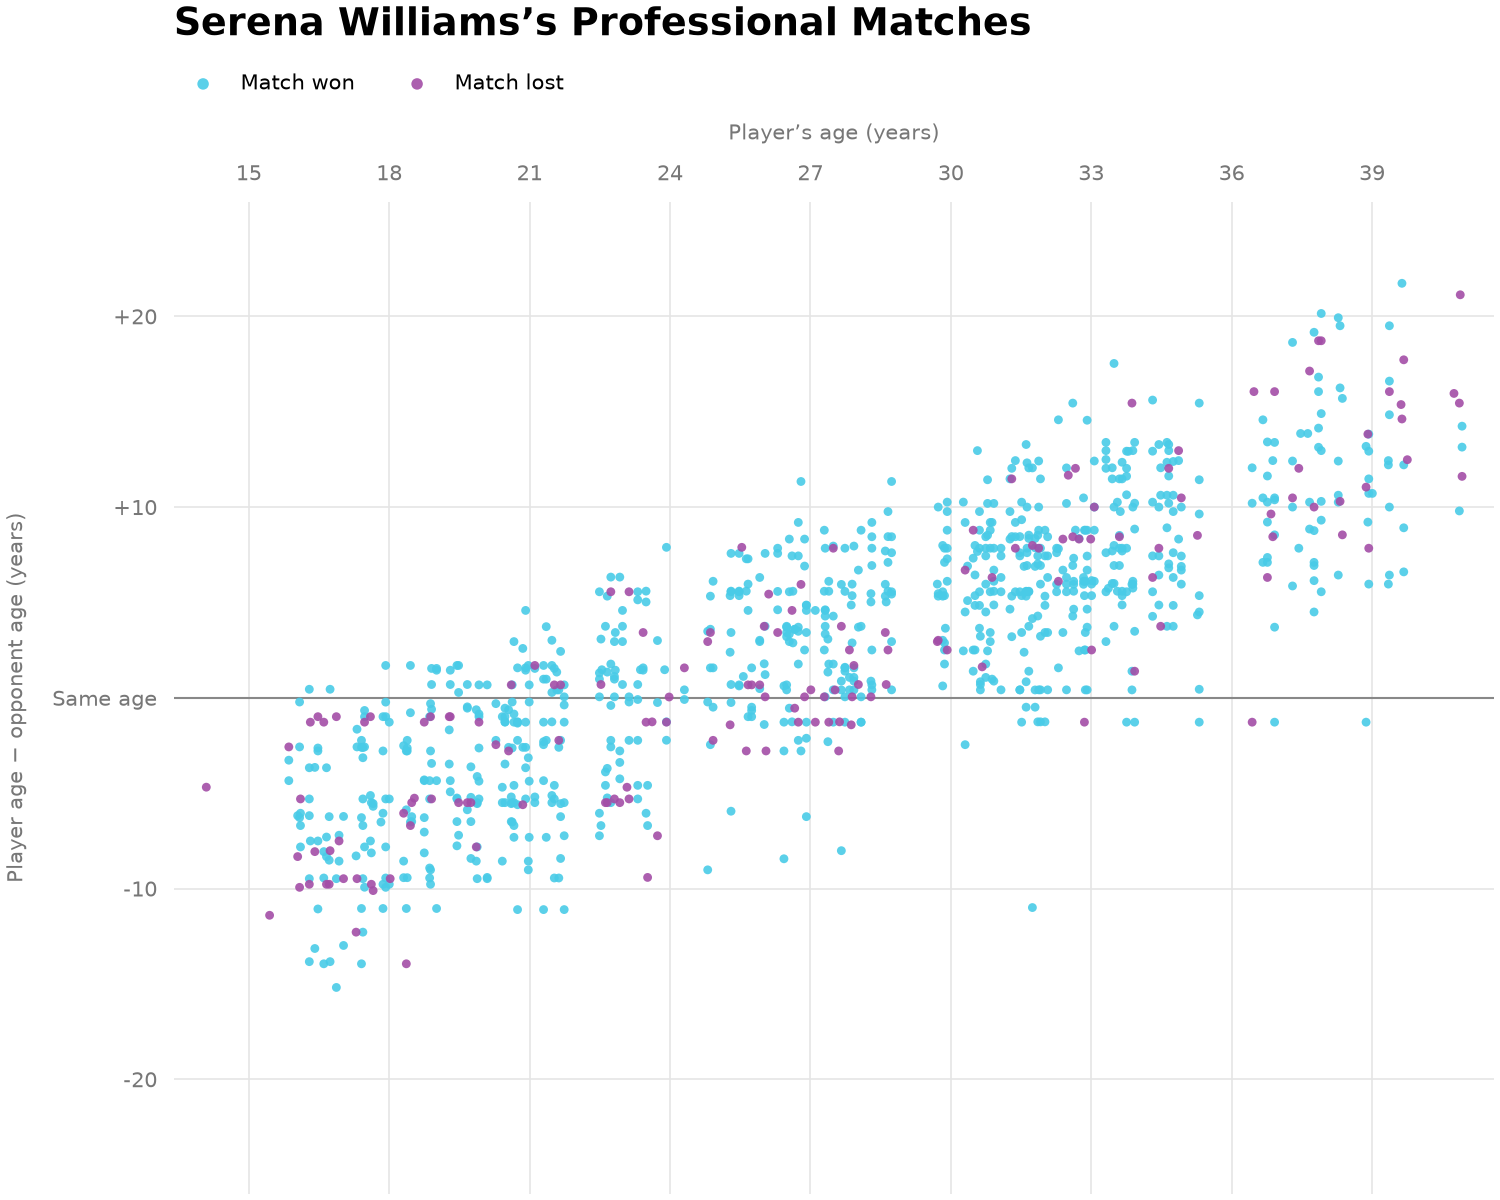 Serena Williams’s Professional Matches
Match won
Match lost
Player’s age (years)
15 18 21 24 27 30 33 36 39
+20
+10
Same age
-10
-20
Player age − opponent age (years)